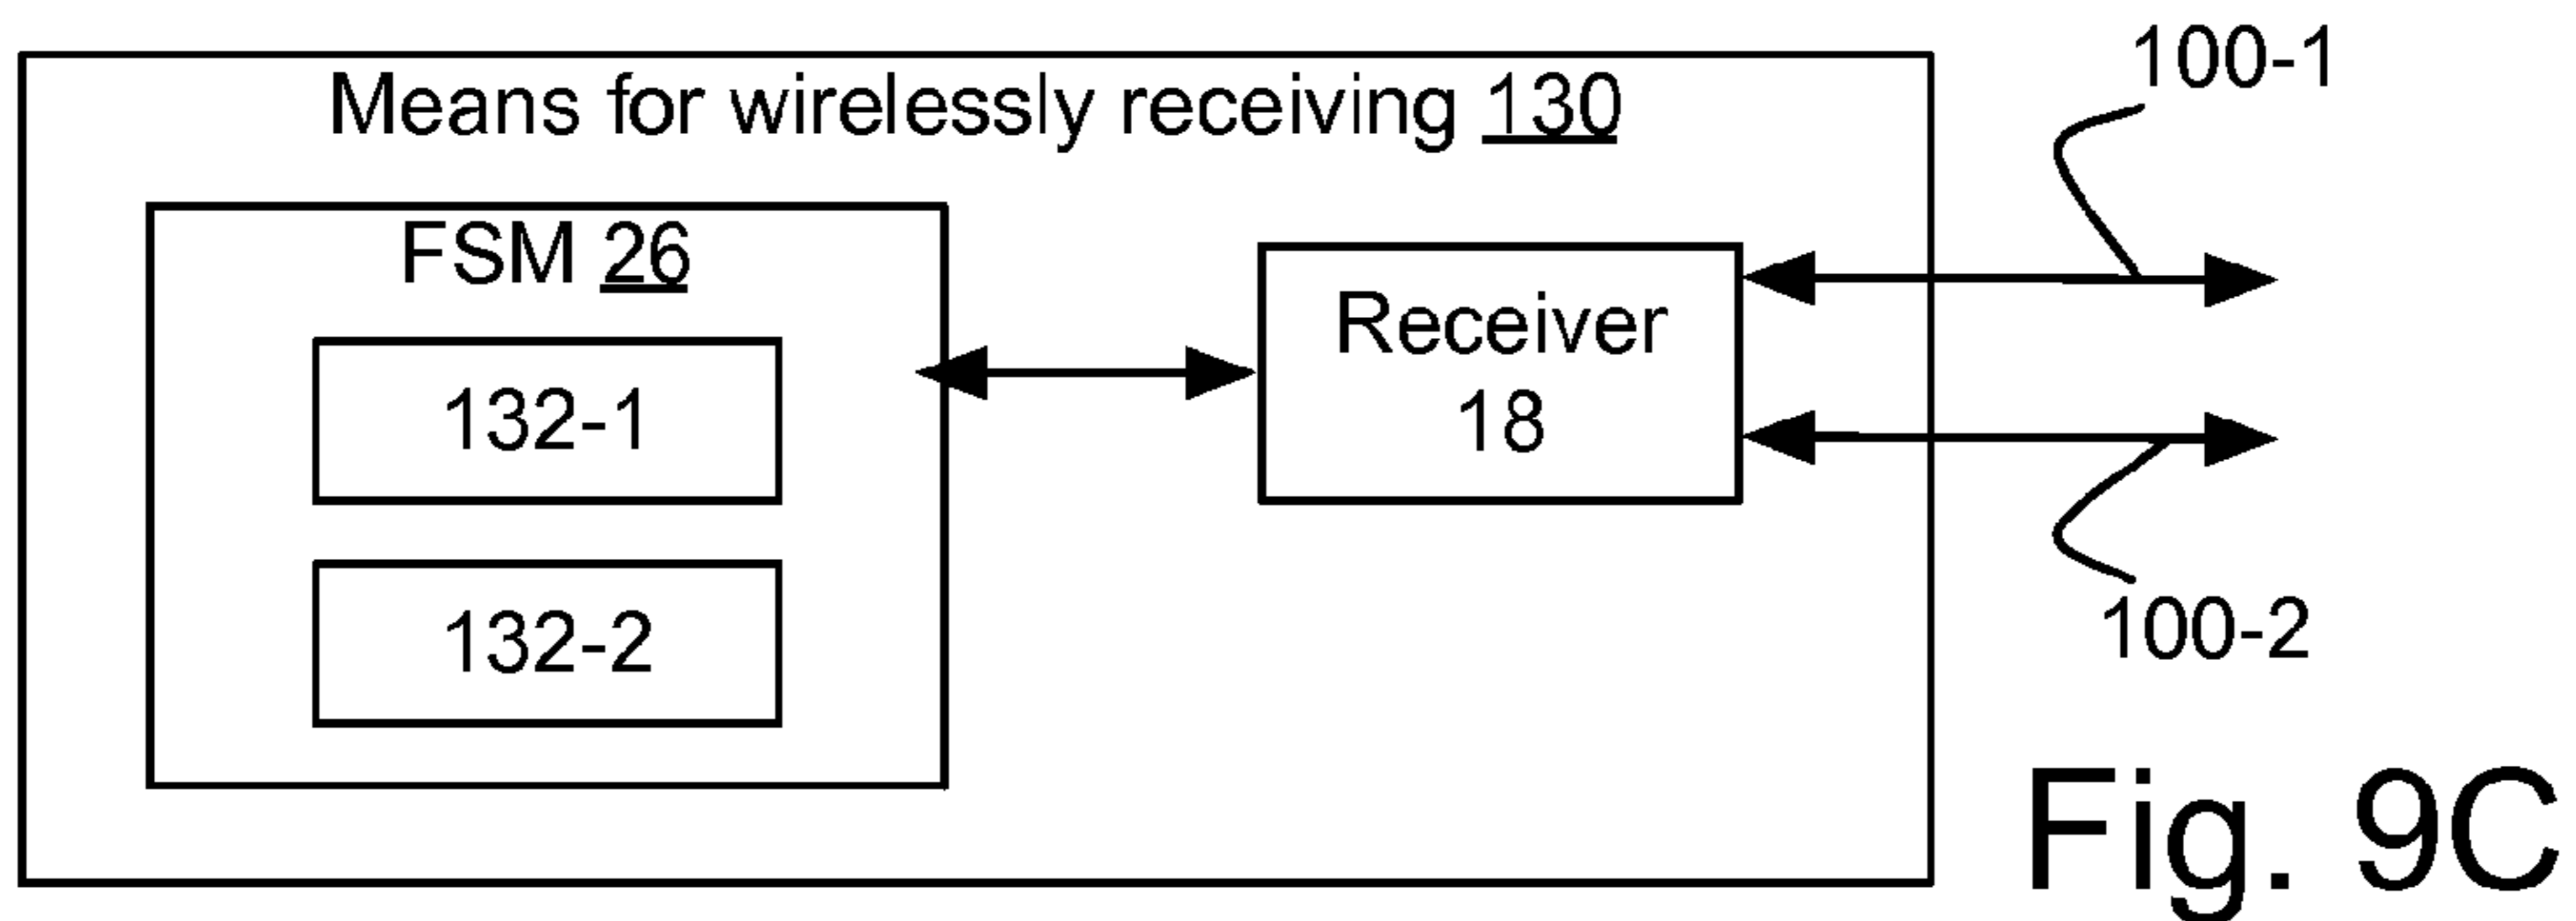 Means for wirelessly receiving 130
100-1
FSM 26
132-1
132-2
Receiver
18
100-2
Fig. 9C